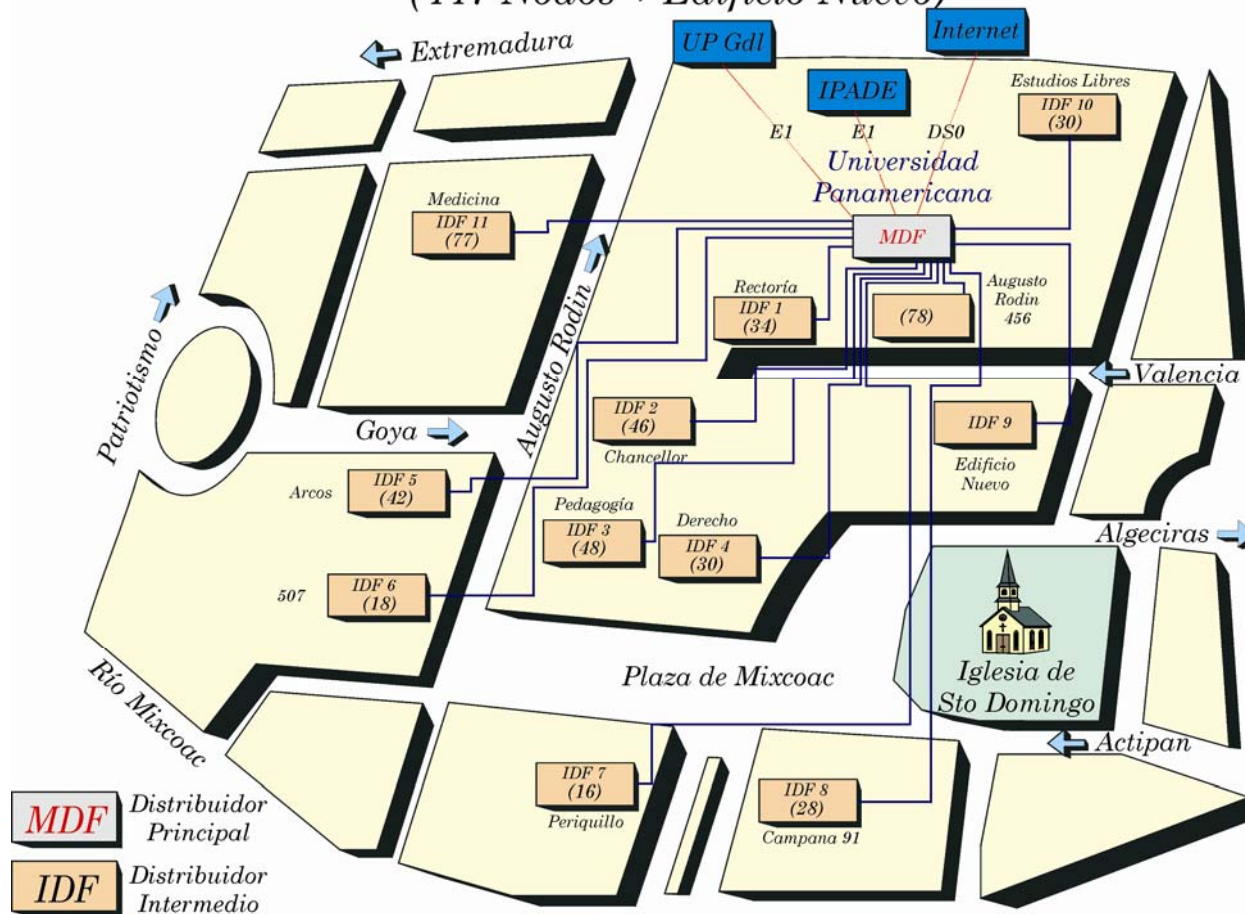 (447 Nodos + Edificio Nuevo)
Extremadura
UP Gdl
Internet
IPADE
Estudios Libres
IDF 10
(30)
E1
E1
DS0
Universidad
Panamericana
MDF
Medicina
IDF 11
(77)
Rectoría
IDF 1
(34)
(78)
Augusto
Rodin
456
Patriotismo
Augusto Rodin
Valencia
Goya
IDF 2
(46)
Chancellor
IDF 9
Edificio
Nuevo
Arcos
IDF 5
(42)
Pedagogía
IDF 3
(48)
Derecho
IDF 4
(30)
Algeciras
507
IDF 6
(18)
Río Mixcoac
Plaza de Mixcoac
Iglesia de
Sto Domingo
Actipan
IDF 7
(16)
Periquillo
IDF 8
(28)
Campana 91
MDF
Distribuidor
Principal
IDF
Distribuidor
Intermedio